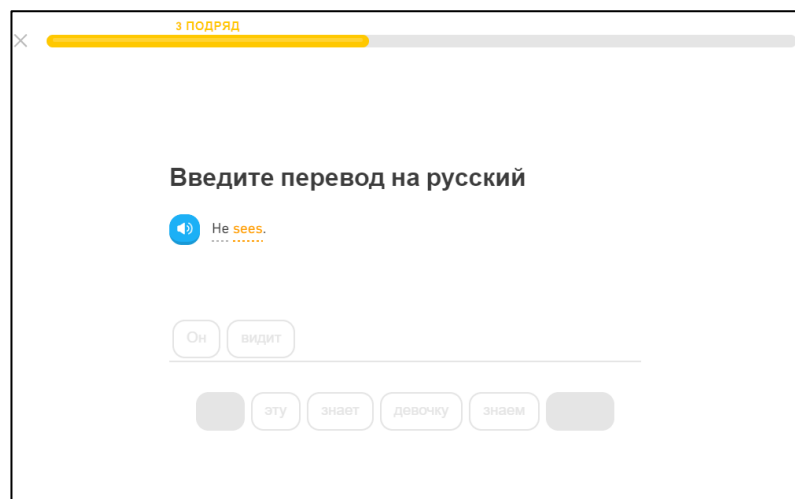 3 ПОДРЯД
Введите перевод на русский
He sees.
Он видит
эту знает девочку знаем